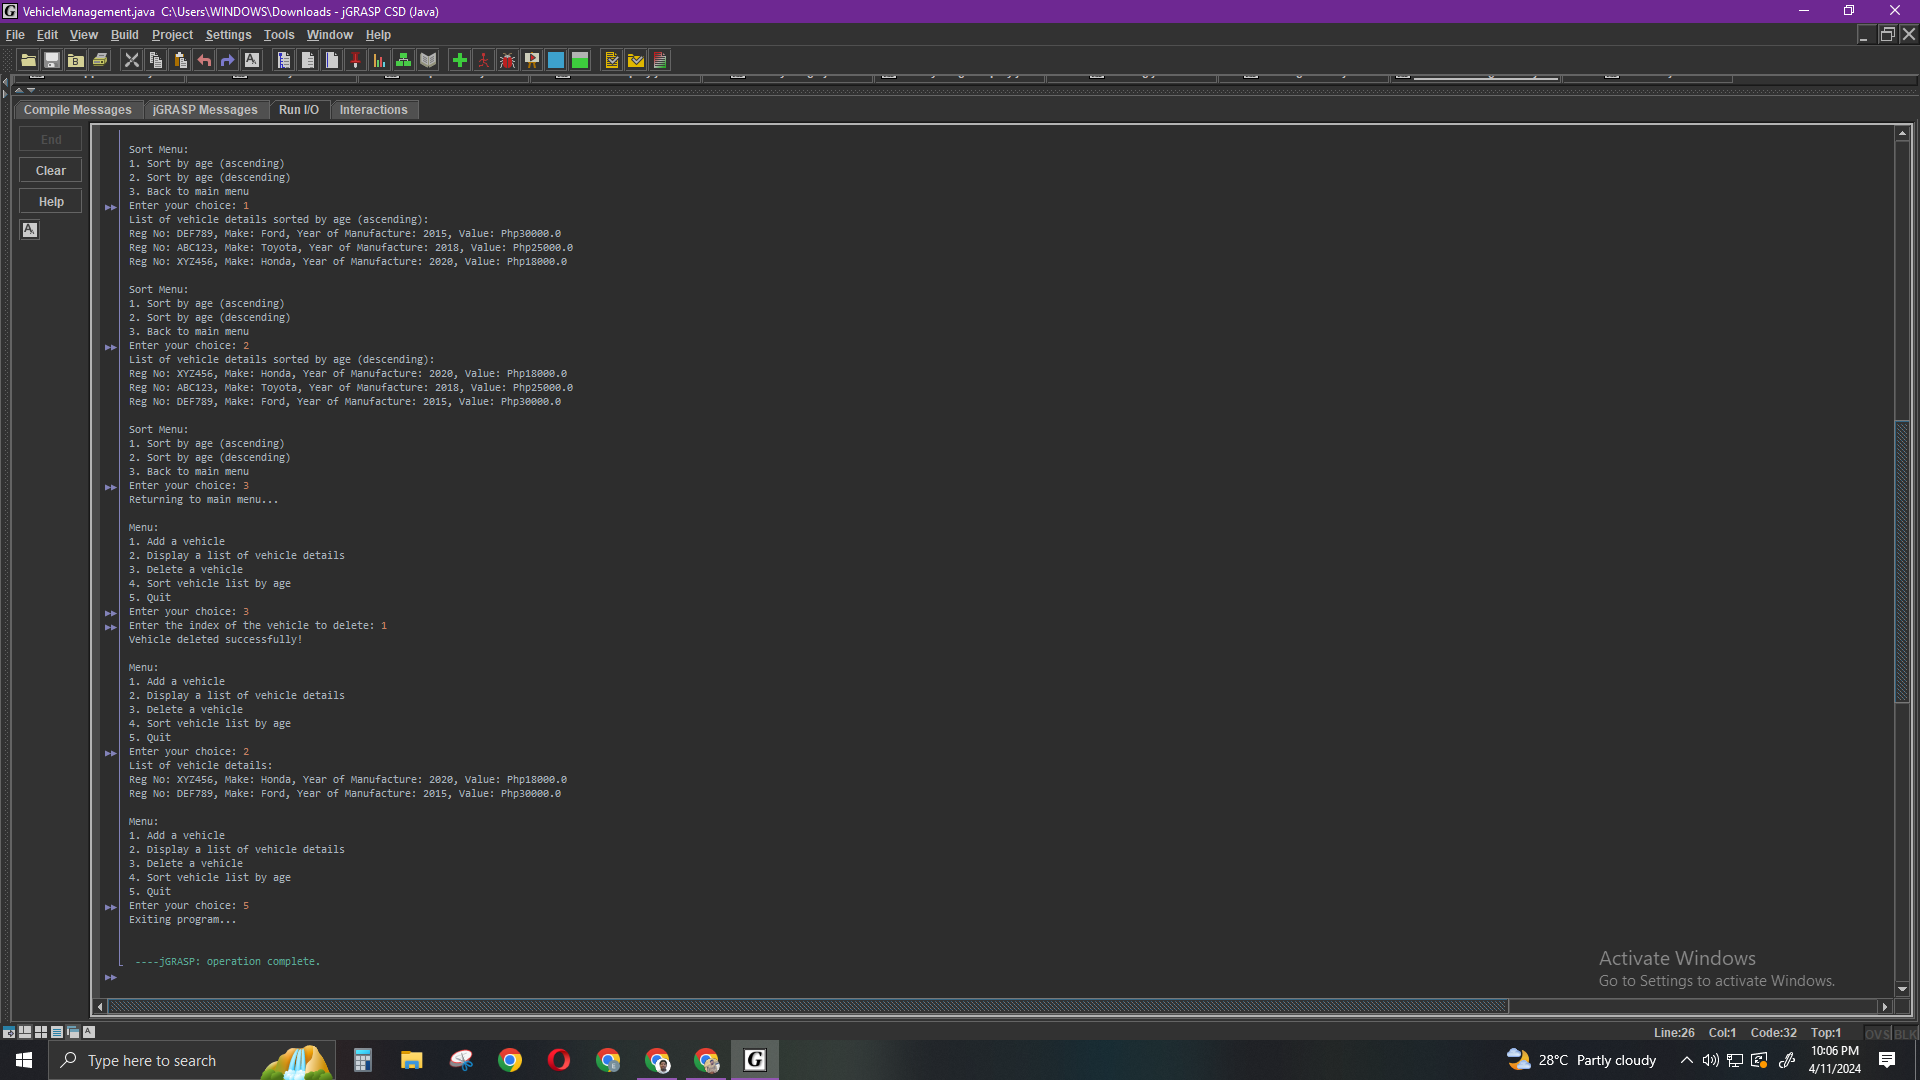 VehicleManagement.java  C:\Users\WINDOWS\Downloads - jGRASP CSD (Java)
File Edit View Build Project Settings Tools Window Help
Compile Messages jGRASP Messages Run I/O Interactions
End
Clear
Help
Sort Menu:
1. Sort by age (ascending)
2. Sort by age (descending)
3. Back to main menu
Enter your choice: 1
List of vehicle details sorted by age (ascending):
Reg No: DEF789, Make: Ford, Year of Manufacture: 2015, Value: Php30000.0
Reg No: ABC123, Make: Toyota, Year of Manufacture: 2018, Value: Php25000.0
Reg No: XYZ456, Make: Honda, Year of Manufacture: 2020, Value: Php18000.0
Sort Menu:
1. Sort by age (ascending)
2. Sort by age (descending)
3. Back to main menu
Enter your choice: 2
List of vehicle details sorted by age (descending):
Reg No: XYZ456, Make: Honda, Year of Manufacture: 2020, Value: Php18000.0
Reg No: ABC123, Make: Toyota, Year of Manufacture: 2018, Value: Php25000.0
Reg No: DEF789, Make: Ford, Year of Manufacture: 2015, Value: Php30000.0
Sort Menu:
1. Sort by age (ascending)
2. Sort by age (descending)
3. Back to main menu
Enter your choice: 3
Returning to main menu...
Menu:
1. Add a vehicle
2. Display a list of vehicle details
3. Delete a vehicle
4. Sort vehicle list by age
5. Quit
Enter your choice: 3
Enter the index of the vehicle to delete: 1
Vehicle deleted successfully!
Menu:
1. Add a vehicle
2. Display a list of vehicle details
3. Delete a vehicle
4. Sort vehicle list by age
5. Quit
Enter your choice: 2
List of vehicle details:
Reg No: XYZ456, Make: Honda, Year of Manufacture: 2020, Value: Php18000.0
Reg No: DEF789, Make: Ford, Year of Manufacture: 2015, Value: Php30000.0
Menu:
1. Add a vehicle
2. Display a list of vehicle details
3. Delete a vehicle
4. Sort vehicle list by age
5. Quit
Enter your choice: 5
Exiting program...
----jGRASP: operation complete.
Activate Windows
Go to Settings to activate Windows.
Line:26 Col:1 Code:32 Top:1 OVS BLK
Type here to search
28°C Partly cloudy
10:06 PM
4/11/2024